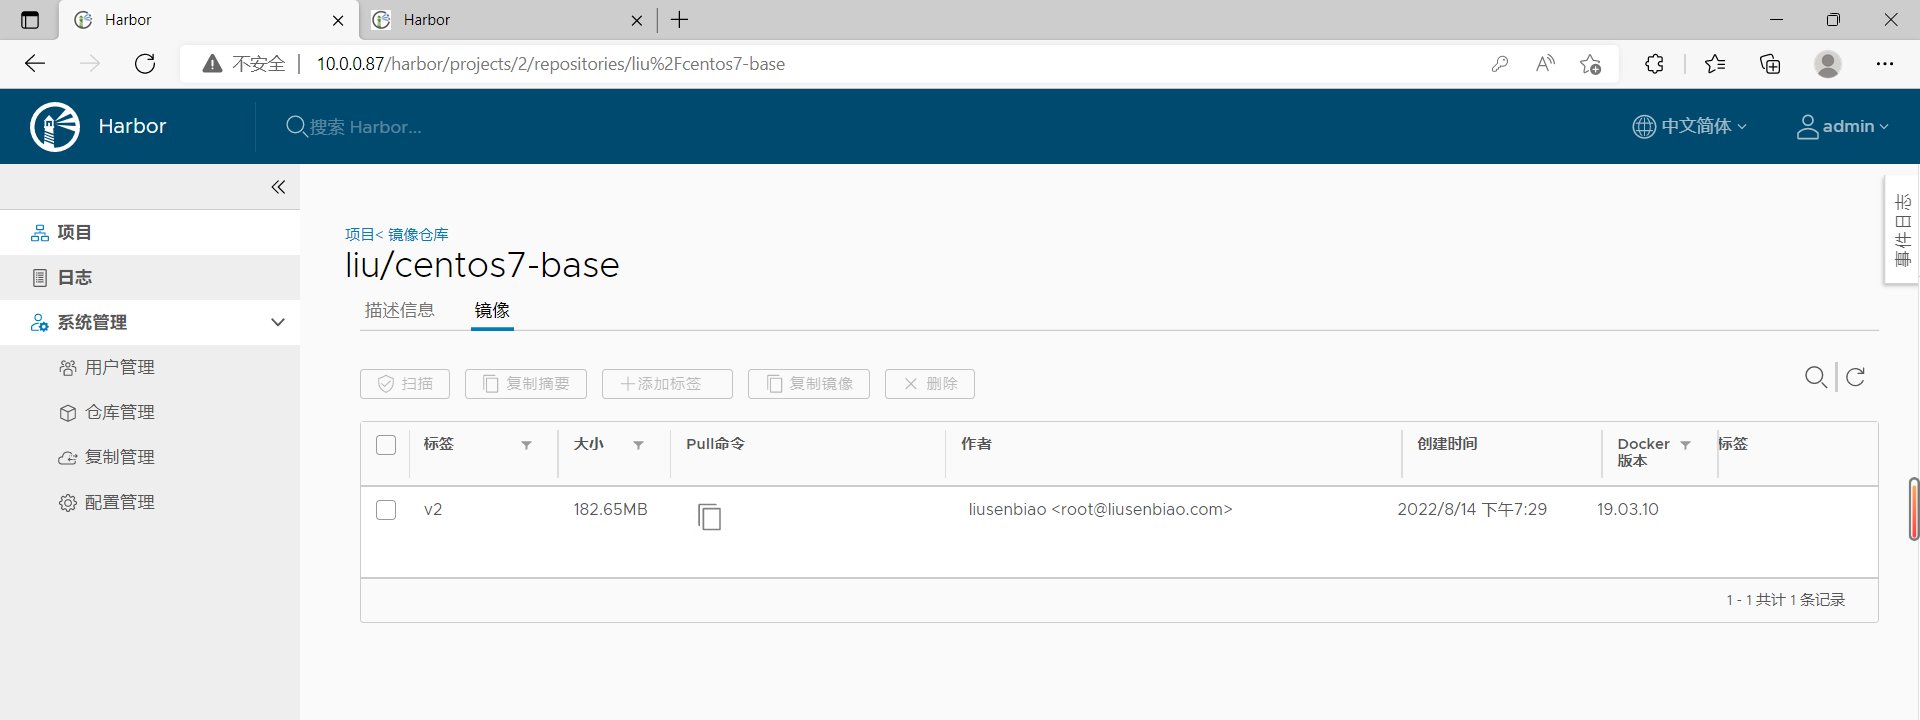 Harbor
Harbor
不安全 10.0.0.87/harbor/projects/2/repositories/liu%2Fcentos7-base
Harbor
搜索 Harbor...
中文简体
admin
项目
日志
系统管理
用户管理
仓库管理
复制管理
配置管理
事件日志
项目< 镜像仓库
liu/centos7-base
描述信息 镜像
扫描 复制摘要 +添加标签 复制镜像 × 删除
标签 大小 Pull命令 作者 创建时间 Docker 版本 标签
v2 182.65MB liusenbiao <root@liusenbiao.com> 2022/8/14 下午7:29 19.03.10
1 - 1 共计 1 条记录